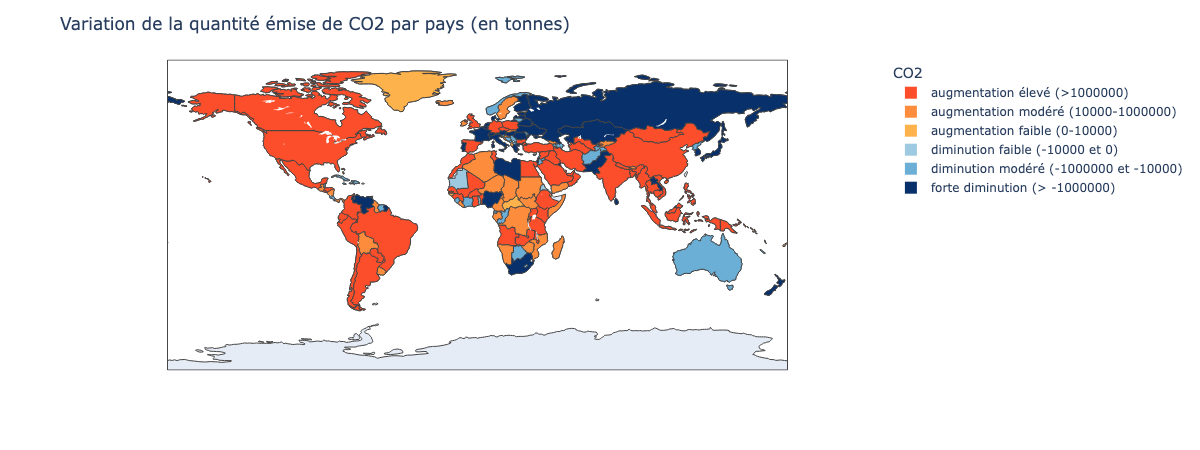 Variation de la quantité émise de CO2 par pays (en tonnes)
CO2
augmentation élevé (>1000000)
augmentation modéré (10000-1000000)
augmentation faible (0-10000)
diminution faible (-10000 et 0)
diminution modéré (-1000000 et -10000)
forte diminution (> -1000000)